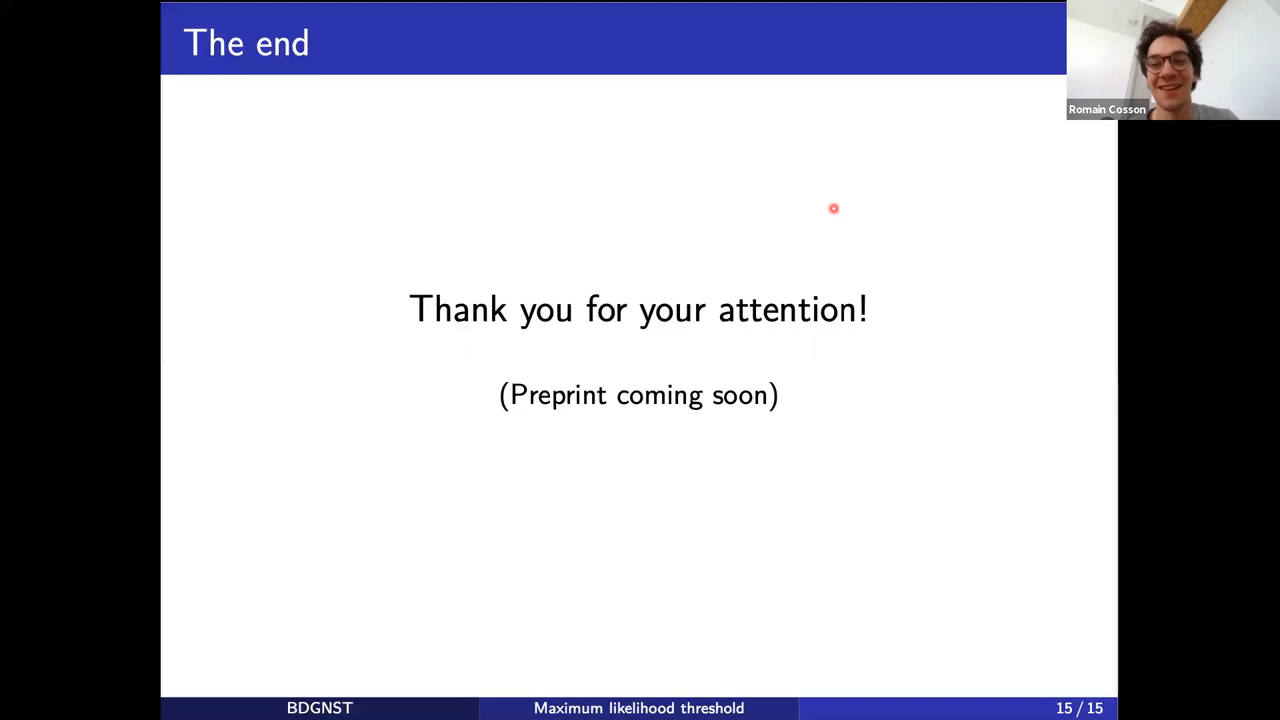 The end
Romain Cosson
Thank you for your attention!
(Preprint coming soon)
BDGNST
Maximum likelihood threshold
15 / 15